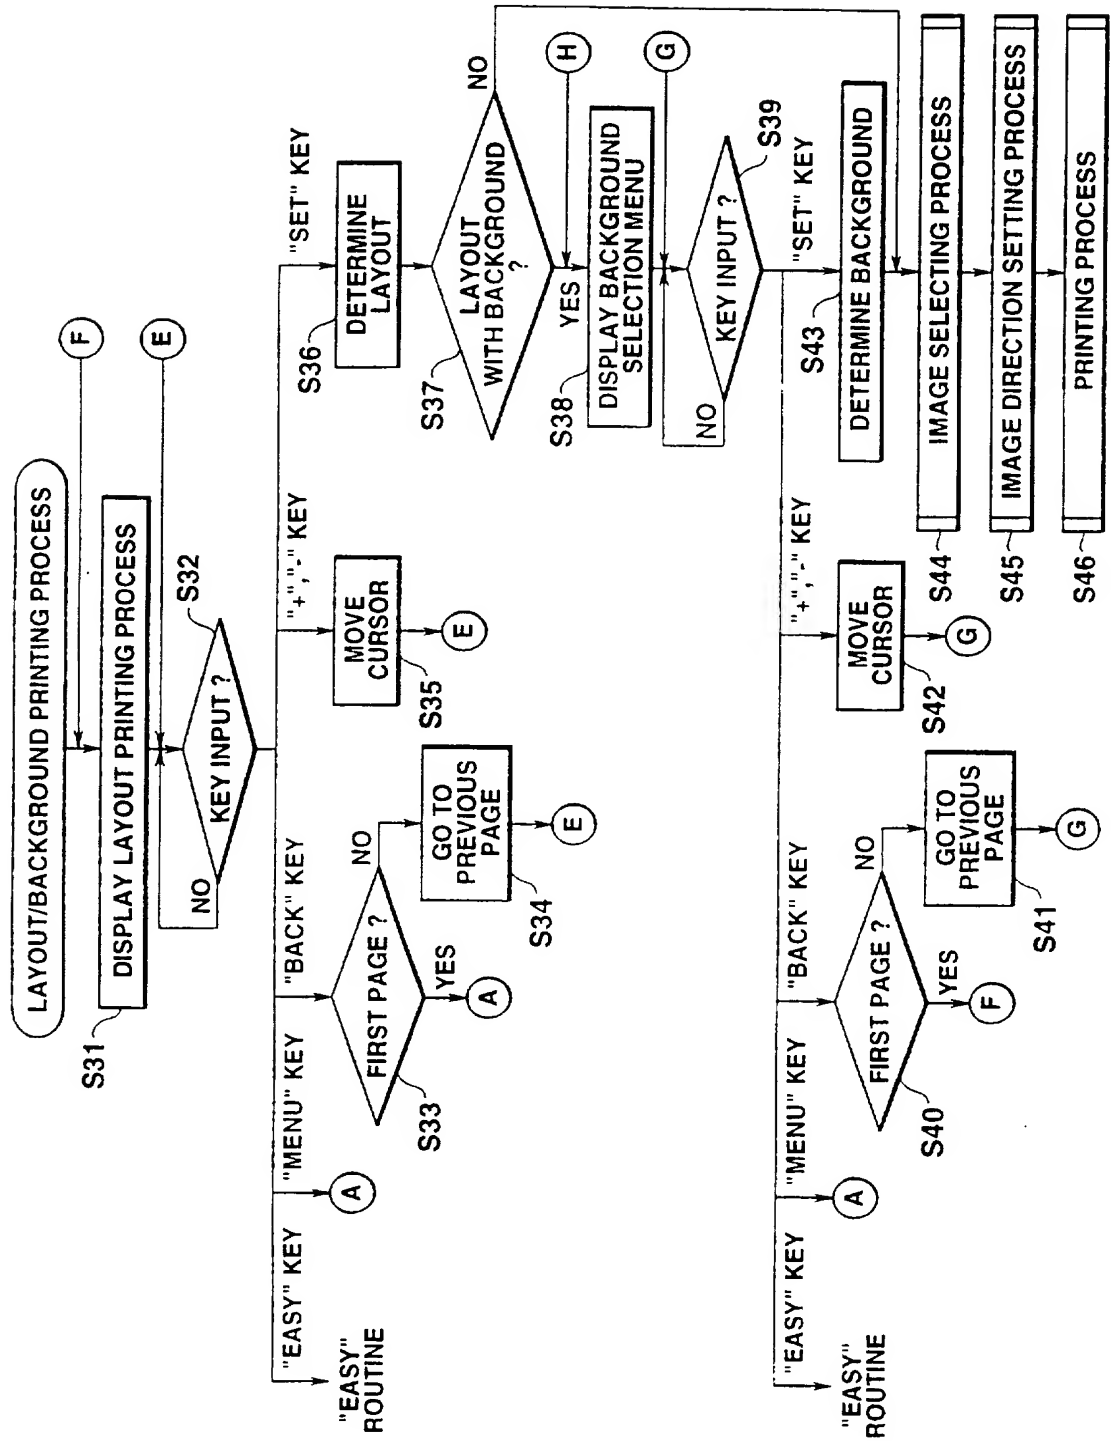 LAYOUT/BACKGROUND PRINTING PROCESS
F
S31
DISPLAY LAYOUT PRINTING PROCESS
E
S32
KEY INPUT ?
NO
"EASY" KEY
"MENU" KEY
"BACK" KEY
"+","-" KEY
"SET" KEY
"EASY"
ROUTINE
A
S33
FIRST PAGE ?
NO
YES
A
S34
GO TO
PREVIOUS
PAGE
E
S35
MOVE
CURSOR
E
S36
DETERMINE
LAYOUT
S37
LAYOUT
WITH BACKGROUND
?
NO
YES
H
S38
DISPLAY BACKGROUND
SELECTION MENU
G
S39
KEY INPUT ?
NO
"EASY" KEY
"MENU" KEY
"BACK" KEY
"+","-" KEY
"SET" KEY
"EASY"
ROUTINE
A
S40
FIRST PAGE ?
NO
YES
F
S41
GO TO
PREVIOUS
PAGE
G
S42
MOVE
CURSOR
G
S43
DETERMINE BACKGROUND
S44
IMAGE SELECTING PROCESS
S45
IMAGE DIRECTION SETTING PROCESS
S46
PRINTING PROCESS